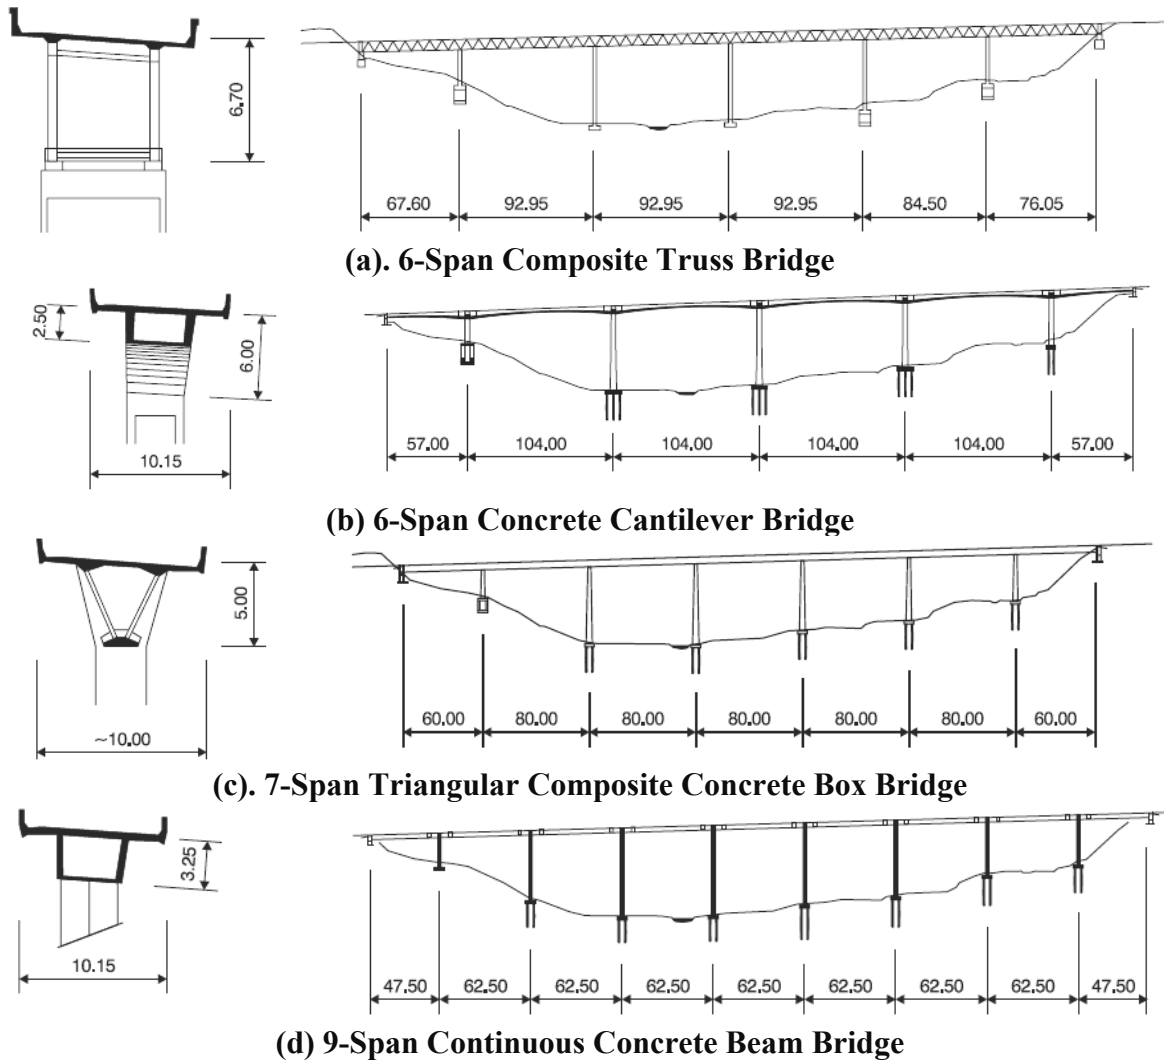 6.70
67.60 92.95 92.95 92.95 84.50 76.05
(a). 6-Span Composite Truss Bridge
2.50
6.00
10.15
57.00 104.00 104.00 104.00 104.00 57.00
(b) 6-Span Concrete Cantilever Bridge
5.00
~10.00
60.00 80.00 80.00 80.00 80.00 80.00 60.00
(c). 7-Span Triangular Composite Concrete Box Bridge
3.25
10.15
47.50 62.50 62.50 62.50 62.50 62.50 62.50 62.50 47.50
(d) 9-Span Continuous Concrete Beam Bridge